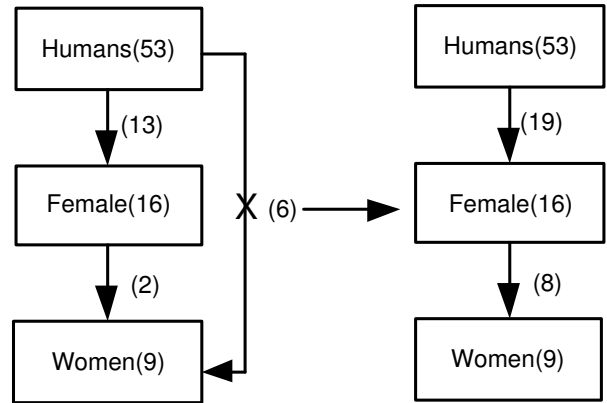 Humans(53)
(13)
Female(16)
X (6)
(2)
Women(9)
Humans(53)
(19)
Female(16)
(8)
Women(9)